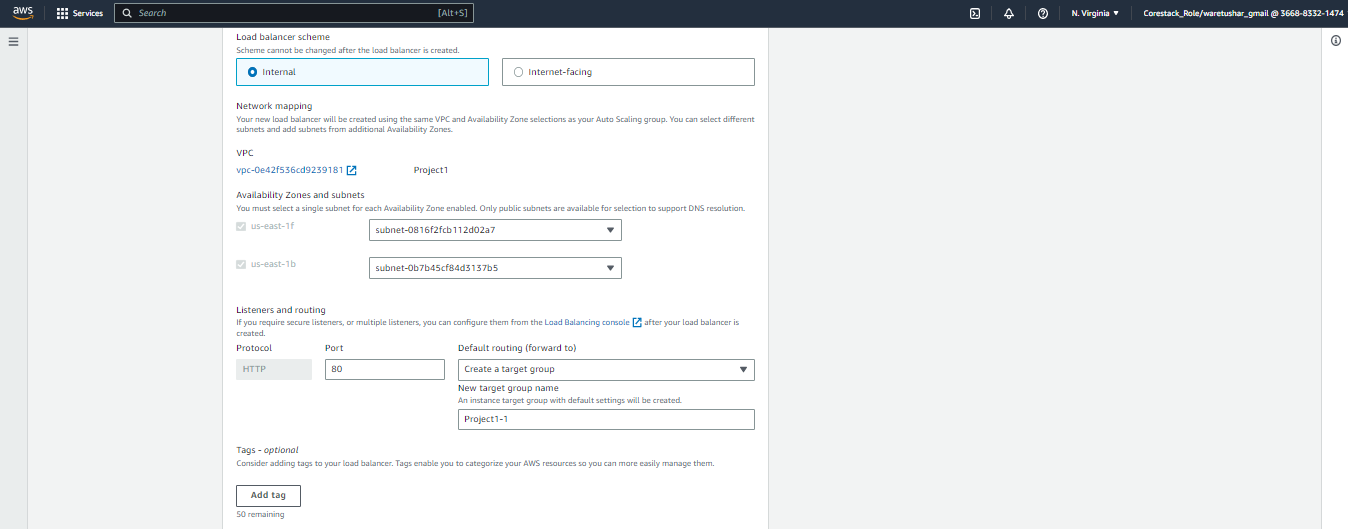 aws
Services
Search
[Alt+S]
N. Virginia
Corestack_Role/waretushar_gmail @ 3668-8332-1474
Load balancer scheme
Scheme cannot be changed after the load balancer is created.
Internal
Internet-facing
Network mapping
Your new load balancer will be created using the same VPC and Availability Zone selections as your Auto Scaling group. You can select different
subnets and add subnets from additional Availability Zones.
VPC
vpc-0e42f536cd9239181
Project1
Availability Zones and subnets
You must select a single subnet for each Availability Zone enabled. Only public subnets are available for selection to support DNS resolution.
us-east-1f
subnet-0816f2fcb112d02a7
us-east-1b
subnet-0b7b45cf84d3137b5
Listeners and routing
If you require secure listeners, or multiple listeners, you can configure them from the Load Balancing console after your load balancer is
created.
Protocol
Port
Default routing (forward to)
HTTP
80
Create a target group
New target group name
An instance target group with default settings will be created.
Project1-1
Tags - optional
Consider adding tags to your load balancer. Tags enable you to categorize your AWS resources so you can more easily manage them.
Add tag
50 remaining